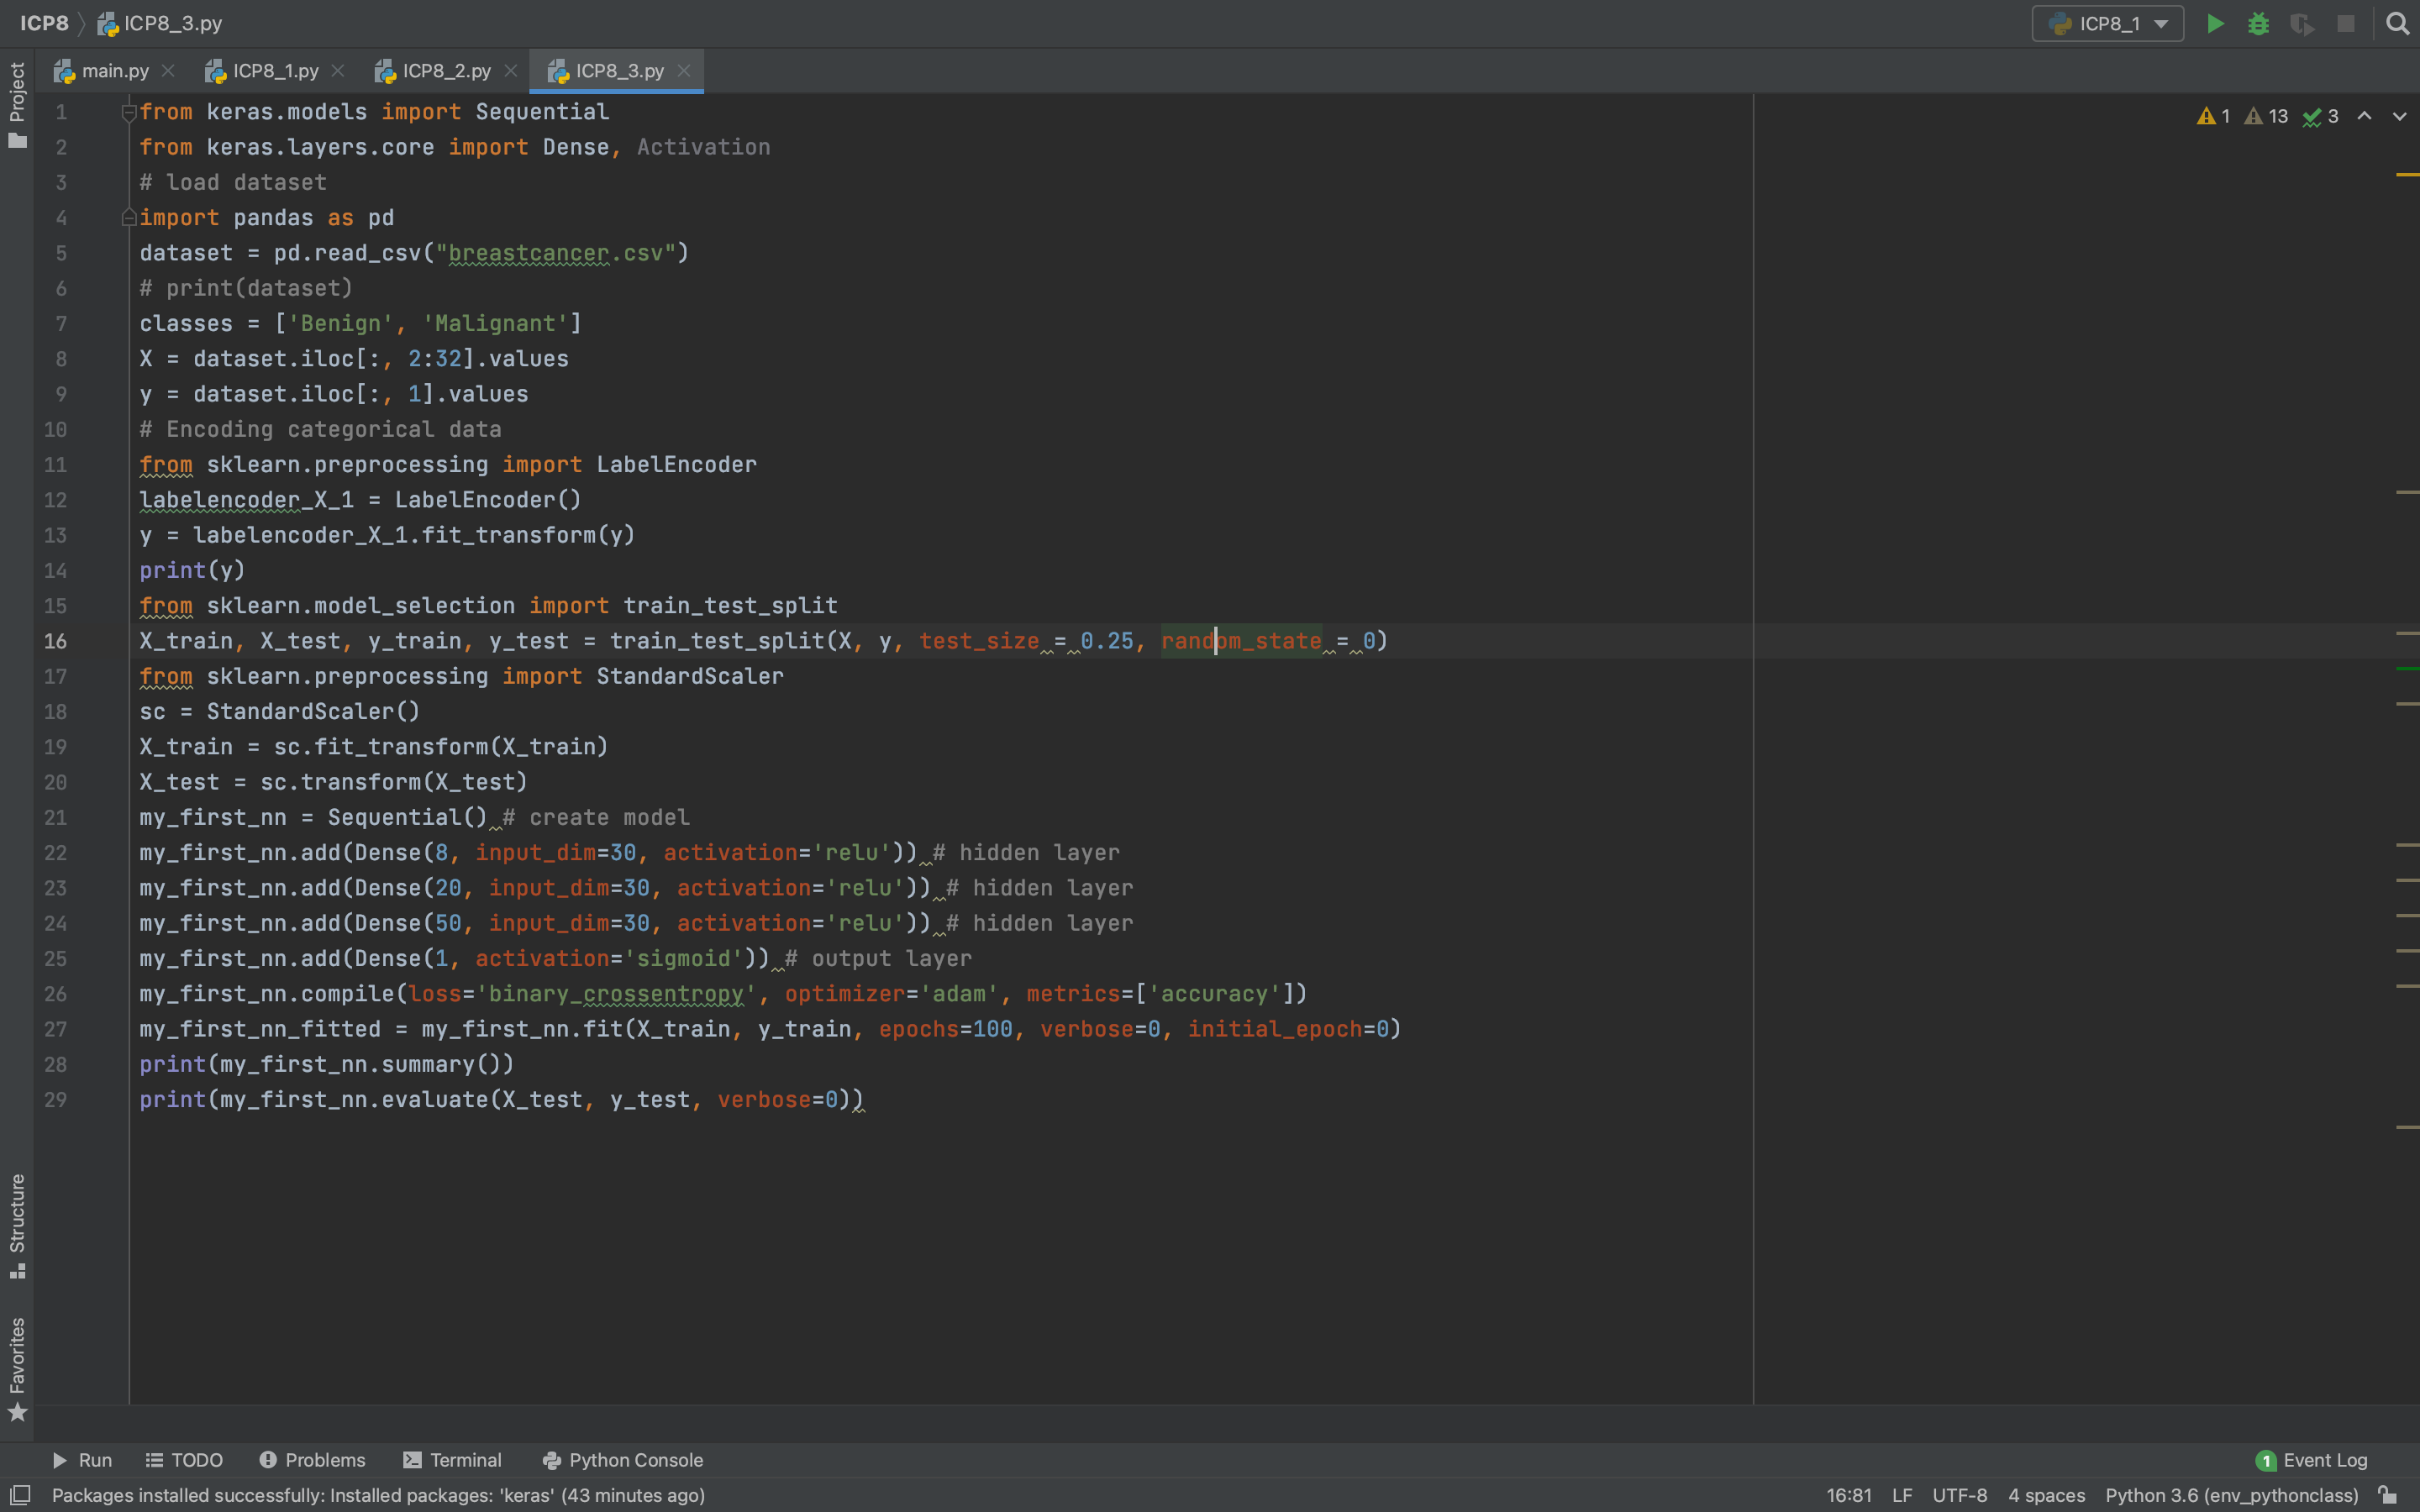 ICP8 ICP8_3.py ICP8_1
main.py ICP8_1.py ICP8_2.py ICP8_3.py
Project
1 from keras.models import Sequential
1 13 3
2 from keras.layers.core import Dense, Activation
3 # load dataset
4 import pandas as pd
5 dataset = pd.read_csv("breastcancer.csv")
6 # print(dataset)
7 classes = ['Benign', 'Malignant']
8 X = dataset.iloc[:, 2:32].values
9 y = dataset.iloc[:, 1].values
10 # Encoding categorical data
11 from sklearn.preprocessing import LabelEncoder
12 labelencoder_X_1 = LabelEncoder()
13 y = labelencoder_X_1.fit_transform(y)
14 print(y)
15 from sklearn.model_selection import train_test_split
16 X_train, X_test, y_train, y_test = train_test_split(X, y, test_size = 0.25, random_state = 0)
17 from sklearn.preprocessing import StandardScaler
18 sc = StandardScaler()
19 X_train = sc.fit_transform(X_train)
20 X_test = sc.transform(X_test)
21 my_first_nn = Sequential() # create model
22 my_first_nn.add(Dense(8, input_dim=30, activation='relu')) # hidden layer
23 my_first_nn.add(Dense(20, input_dim=30, activation='relu')) # hidden layer
24 my_first_nn.add(Dense(50, input_dim=30, activation='relu')) # hidden layer
25 my_first_nn.add(Dense(1, activation='sigmoid')) # output layer
26 my_first_nn.compile(loss='binary_crossentropy', optimizer='adam', metrics=['accuracy'])
27 my_first_nn_fitted = my_first_nn.fit(X_train, y_train, epochs=100, verbose=0, initial_epoch=0)
28 print(my_first_nn.summary())
29 print(my_first_nn.evaluate(X_test, y_test, verbose=0))
Structure
Favorites
Run TODO Problems Terminal Python Console 1 Event Log
Packages installed successfully: Installed packages: 'keras' (43 minutes ago) 16:81 LF UTF-8 4 spaces Python 3.6 (env_pythonclass)